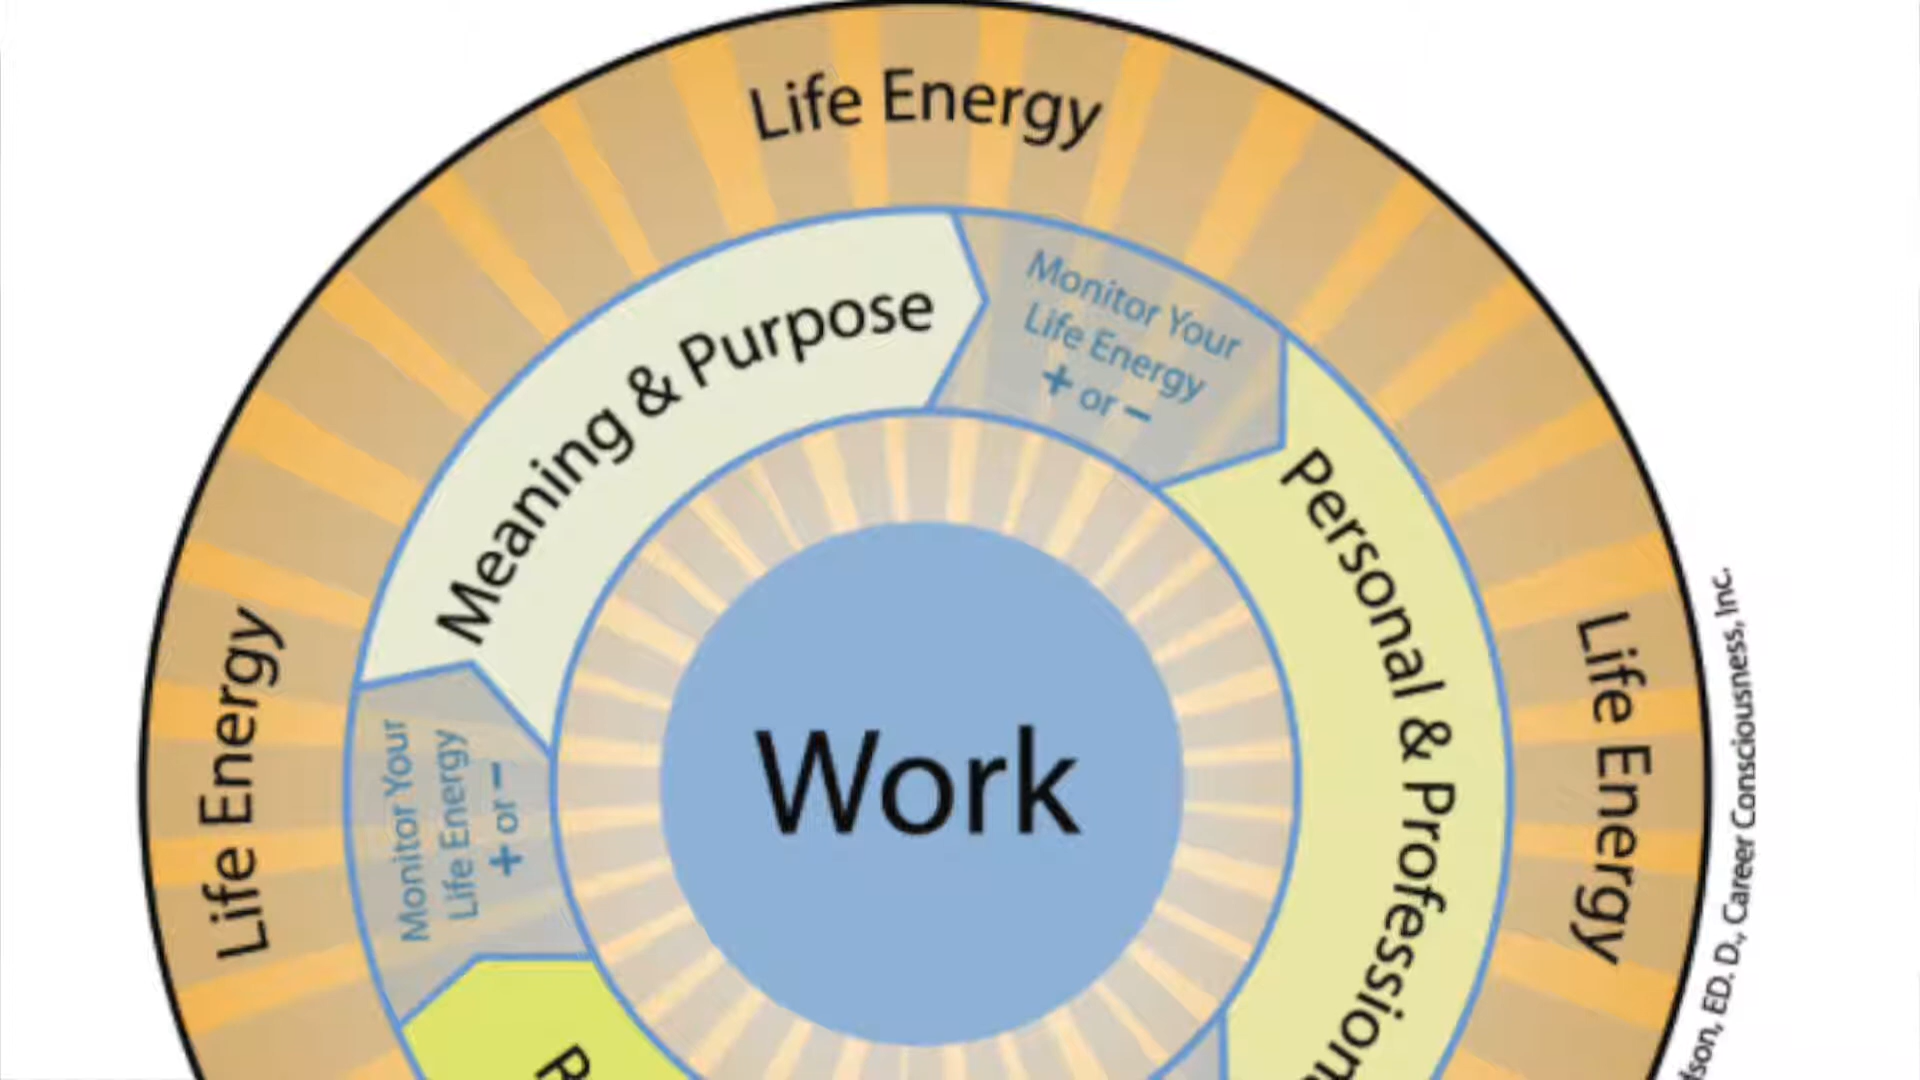 Life Energy
Meaning & Purpose
Monitor Your
Life Energy
+ or −
Personal & Professional
Life Energy
Monitor Your
Life Energy
+ or −
Work
Life Energy
ED. D., Career Consciousness, Inc.